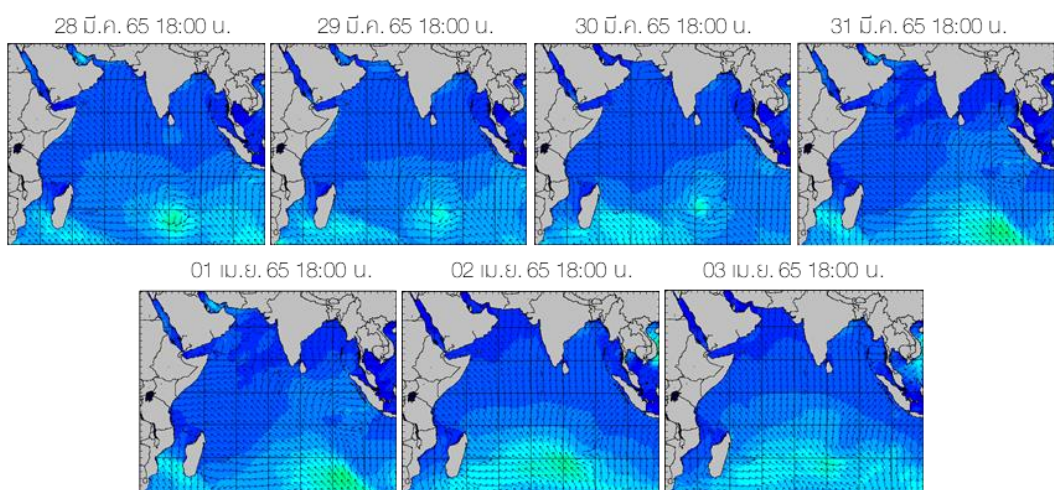 28 มี.ค. 65 18:00 น.
29 มี.ค. 65 18:00 น.
30 มี.ค. 65 18:00 น.
31 มี.ค. 65 18:00 น.
01 เม.ย. 65 18:00 น.
02 เม.ย. 65 18:00 น.
03 เม.ย. 65 18:00 น.